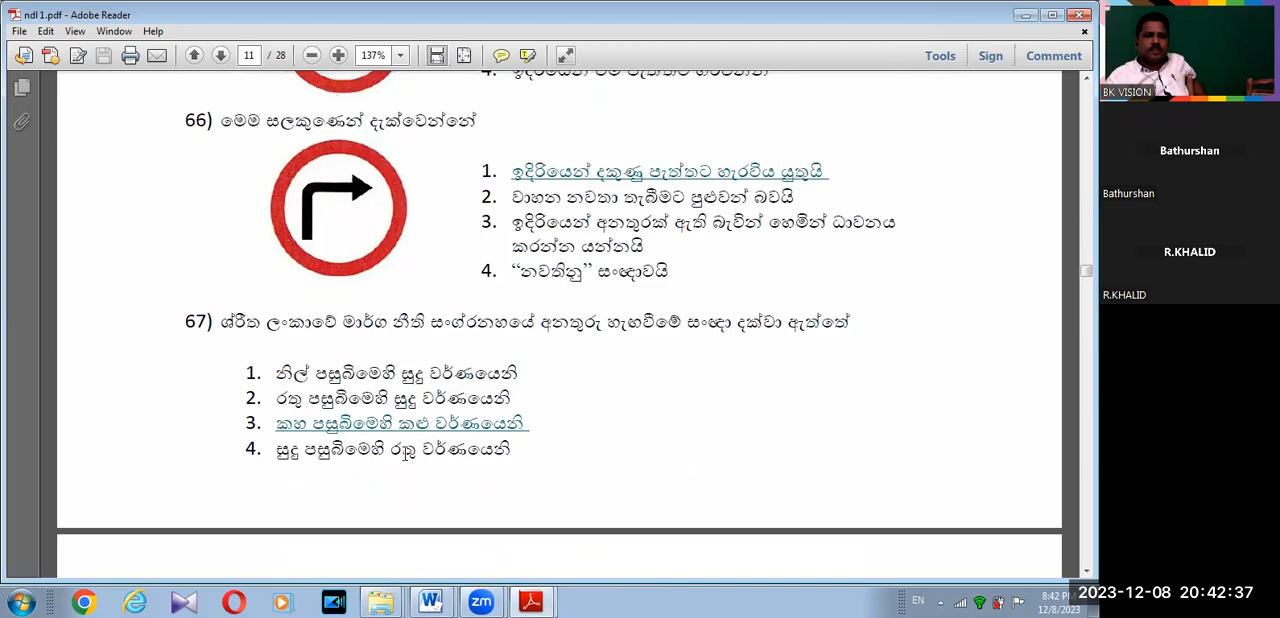 ndl 1.pdf - Adobe Reader
File Edit View Window Help
11 / 28 137% Tools Sign Comment
66) මෙම සලකුණෙන් දැක්වෙන්නේ
1. ඉදිරියෙන් දකුණු පැත්තට හැරවිය යුතුයි
2. වාහන නවතා තැබීමට පුළුවන් බවයි
3. ඉදිරියෙන් අනතුරක් ඇති බැවින් හෙමින් ධාවනය
කරන්න යන්නයි
4. “නවතිනු” සංඥාවයි
67) ශ්රීත ලංකාවේ මාර්ග නීති සංග්රනහයේ අනතුරු හැඟවීමේ සංඥා දක්වා ඇත්තේ
1. නිල් පසුබිමෙහි සුදු වර්ණයෙනි
2. රතු පසුබිමෙහි සුදු වර්ණයෙනි
3. කහ පසුබිමෙහි කළු වර්ණයෙනි
4. සුදු පසුබිමෙහි රතු වර්ණයෙනි
BK VISION
Bathurshan
Bathurshan
R.KHALID
R.KHALID
EN
8:42 PM
12/8/2023
2023-12-08 20:42:37
zm